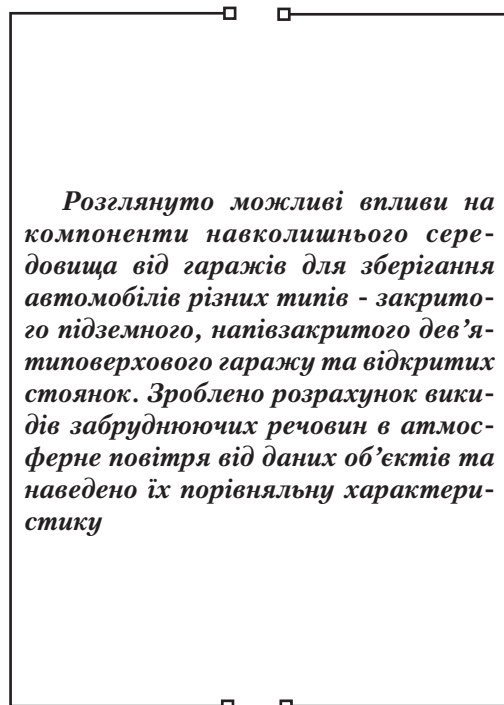 Розглянуто можливі впливи на
компоненти навколишнього сере-
довища від гаражів для зберігання
автомобілів різних типів - закрито-
го підземного, напівзакритого дев’я-
типоверхового гаражу та відкритих
стоянок. Зроблено розрахунок вики-
дів забруднюючих речовин в атмос-
ферне повітря від даних об’єктів та
наведено їх порівняльну характери-
стику